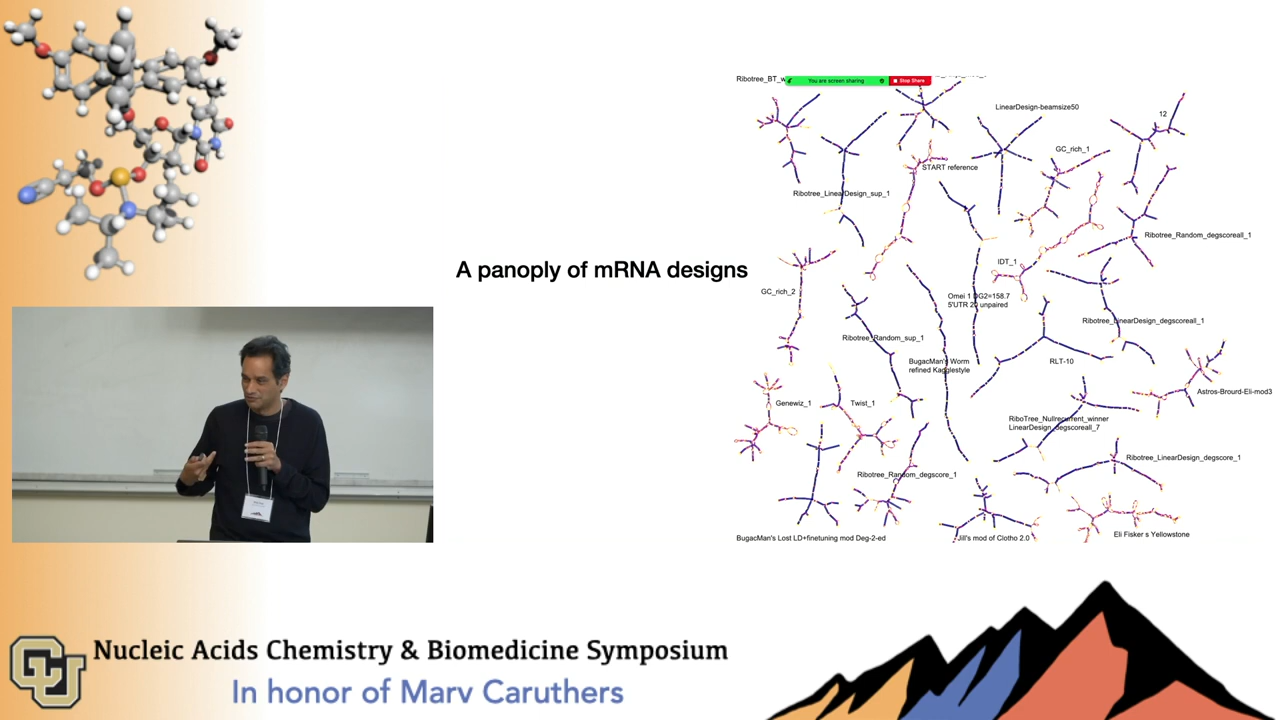 Ribotree_BT_w
You are screen sharing
Stop Share
LinearDesign-beamsize50
12
GC_rich_1
START reference
Ribotree_LinearDesign_sup_1
Ribotree_Random_degscoreall_1
IDT_1
A panoply of mRNA designs
GC_rich_2
Omei 1 DG2=158.7
5'UTR 20 unpaired
Ribotree_LinearDesign_degscoreall_1
Ribotree_Random_sup_1
BugacMan's Worm
refined Kagglestyle
RLT-10
Astros-Brourd-Eli-mod3
Genewiz_1
Twist_1
RiboTree_Nullrecurrent_winner
LinearDesign_degscoreall_7
Ribotree_LinearDesign_degscore_1
Ribotree_Random_degscore_1
BugacMan's Lost LD+finetuning mod Deg-2-ed
Jill's mod of Clotho 2.0
Eli Fisker s Yellowstone
CU
Nucleic Acids Chemistry & Biomedicine Symposium
In honor of Marv Caruthers